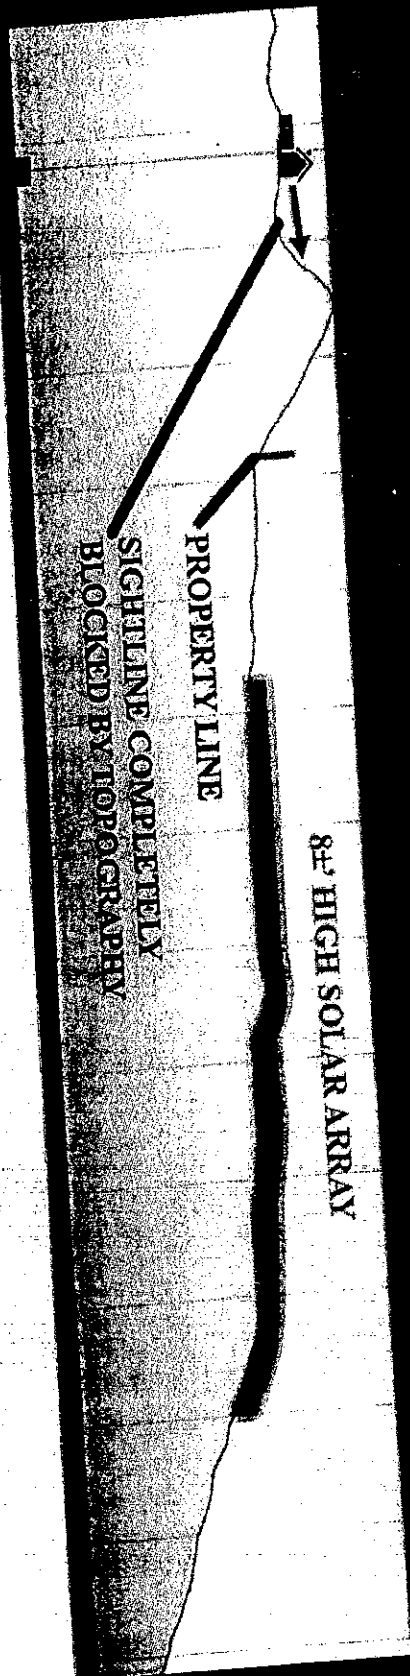 8±' HIGH SOLAR ARRAY
PROPERTY LINE
SIGHTLINE COMPLETELY
BLOCKED BY TOPOGRAPHY